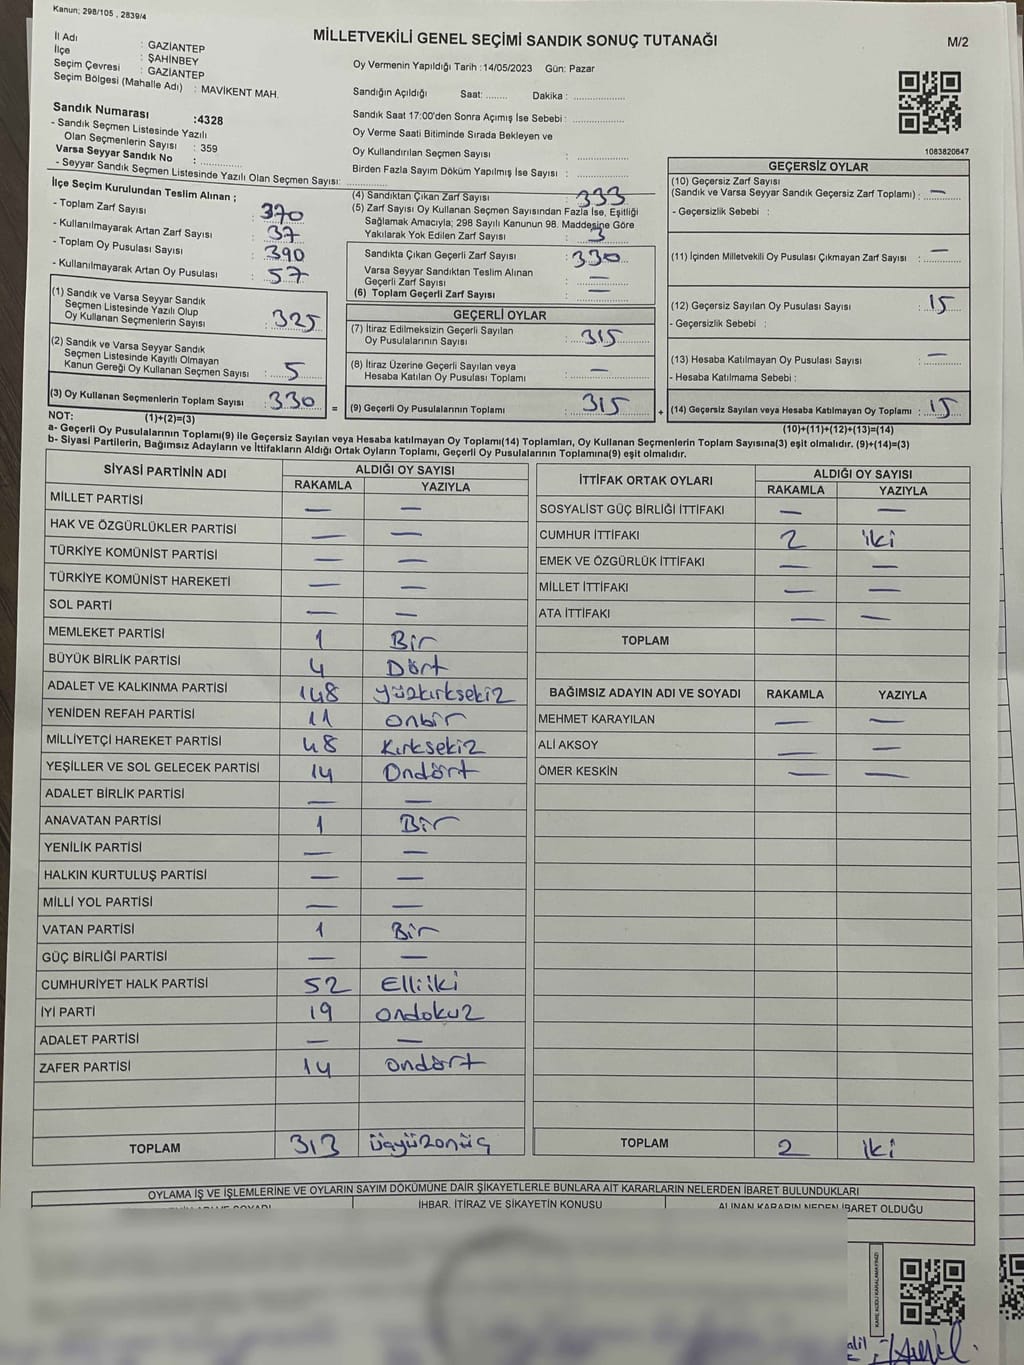 Kanun; 298/105 , 2839/4
MİLLETVEKİLİ GENEL SEÇİMİ SANDIK SONUÇ TUTANAĞI
M/2
İl Adı : GAZİANTEP
İlçe : ŞAHİNBEY
Seçim Çevresi : GAZİANTEP
Seçim Bölgesi (Mahalle Adı) : MAVİKENT MAH.
Sandık Numarası :4328
- Sandık Seçmen Listesinde Yazılı
Olan Seçmenlerin Sayısı : 359
Varsa Seyyar Sandık No : ............
- Seyyar Sandık Seçmen Listesinde Yazılı Olan Seçmen Sayısı: ............
Oy Vermenin Yapıldığı Tarih :14/05/2023 Gün: Pazar
Sandığın Açıldığı Saat: ........ Dakika : ................
Sandık Saat 17:00'den Sonra Açımış İse Sebebi : ................
Oy Verme Saati Bitiminde Sırada Bekleyen ve
Oy Kullandırılan Seçmen Sayısı : ................
Birden Fazla Sayım Döküm Yapılmış İse Sayısı : ................
1083820647
İlçe Seçim Kurulundan Teslim Alınan ;
- Toplam Zarf Sayısı : 370
- Kullanılmayarak Artan Zarf Sayısı : 37
- Toplam Oy Pusulası Sayısı : 390
- Kullanılmayarak Artan Oy Pusulası : 57
(1) Sandık ve Varsa Seyyar Sandık
Seçmen Listesinde Yazılı Olup
Oy Kullanan Seçmenlerin Sayısı : 325
(2) Sandık ve Varsa Seyyar Sandık
Seçmen Listesinde Kayıtlı Olmayan
Kanun Gereği Oy Kullanan Seçmen Sayısı : 5
(3) Oy Kullanan Seçmenlerin Toplam Sayısı : 330
(1)+(2)=(3)
(4) Sandıktan Çıkan Zarf Sayısı : 333
(5) Zarf Sayısı Oy Kullanan Seçmen Sayısından Fazla İse, Eşitliği
Sağlamak Amacıyla; 298 Sayılı Kanunun 98. Maddesine Göre
Yakılarak Yok Edilen Zarf Sayısı : 3
Sandıkta Çıkan Geçerli Zarf Sayısı : 330
Varsa Seyyar Sandıktan Teslim Alınan
Geçerli Zarf Sayısı : —
(6) Toplam Geçerli Zarf Sayısı : —
GEÇERLİ OYLAR
(7) İtiraz Edilmeksizin Geçerli Sayılan
Oy Pusulalarının Sayısı : 315
(8) İtiraz Üzerine Geçerli Sayılan veya
Hesaba Katılan Oy Pusulası Toplamı : —
= (9) Geçerli Oy Pusulalarının Toplamı : 315
GEÇERSİZ OYLAR
(10) Geçersiz Zarf Sayısı
(Sandık ve Varsa Seyyar Sandık Geçersiz Zarf Toplamı) : —
- Geçersizlik Sebebi :
(11) İçinden Milletvekili Oy Pusulası Çıkmayan Zarf Sayısı : —
(12) Geçersiz Sayılan Oy Pusulası Sayısı : 15
- Geçersizlik Sebebi :
(13) Hesaba Katılmayan Oy Pusulası Sayısı : —
- Hesaba Katılmama Sebebi :
+ (14) Geçersiz Sayılan veya Hesaba Katılmayan Oy Toplamı : 15
(10)+(11)+(12)+(13)=(14)
NOT:
a- Geçerli Oy Pusulalarının Toplamı(9) ile Geçersiz Sayılan veya Hesaba katılmayan Oy Toplamı(14) Toplamları, Oy Kullanan Seçmenlerin Toplam Sayısına(3) eşit olmalıdır. (9)+(14)=(3)
b- Siyasi Partilerin, Bağımsız Adayların ve İttifakların Aldığı Ortak Oyların Toplamı, Geçerli Oy Pusulalarının Toplamına(9) eşit olmalıdır.
SİYASİ PARTİNİN ADI ALDIĞI OY SAYISI
RAKAMLA YAZIYLA
MİLLET PARTİSİ — —
HAK VE ÖZGÜRLÜKLER PARTİSİ — —
TÜRKİYE KOMÜNİST PARTİSİ — —
TÜRKİYE KOMÜNİST HAREKETİ — —
SOL PARTİ — —
MEMLEKET PARTİSİ 1 Bir
BÜYÜK BİRLİK PARTİSİ 4 Dört
ADALET VE KALKINMA PARTİSİ 148 yüzkırksekiz
YENİDEN REFAH PARTİSİ 11 onbir
MİLLİYETÇİ HAREKET PARTİSİ 48 Kırksekiz
YEŞİLLER VE SOL GELECEK PARTİSİ 14 Ondört
ADALET BİRLİK PARTİSİ — —
ANAVATAN PARTİSİ 1 Bir
YENİLİK PARTİSİ — —
HALKIN KURTULUŞ PARTİSİ — —
MİLLİ YOL PARTİSİ — —
VATAN PARTİSİ 1 Bir
GÜÇ BİRLİĞİ PARTİSİ — —
CUMHURİYET HALK PARTİSİ 52 Elliiki
İYİ PARTİ 19 ondokuz
ADALET PARTİSİ — —
ZAFER PARTİSİ 14 ondört
TOPLAM 313 üçyüzonüç
İTTİFAK ORTAK OYLARI ALDIĞI OY SAYISI
RAKAMLA YAZIYLA
SOSYALİST GÜÇ BİRLİĞİ İTTİFAKI — —
CUMHUR İTTİFAKI 2 iki
EMEK VE ÖZGÜRLÜK İTTİFAKI — —
MİLLET İTTİFAKI — —
ATA İTTİFAKI — —
TOPLAM
BAĞIMSIZ ADAYIN ADI VE SOYADI RAKAMLA YAZIYLA
MEHMET KARAYILAN — —
ALİ AKSOY — —
ÖMER KESKİN — —
TOPLAM 2 iki
OYLAMA İŞ VE İŞLEMLERİNE VE OYLARIN SAYIM DÖKÜMÜNE DAİR ŞİKAYETLERLE BUNLARA AİT KARARLARIN NELERDEN İBARET BULUNDUKLARI
İHBAR, İTİRAZ VE ŞİKAYETİN KONUSU
ALINAN KARARIN NEDEN İBARET OLDUĞU
KARE KODU KARALAMAYINIZ!